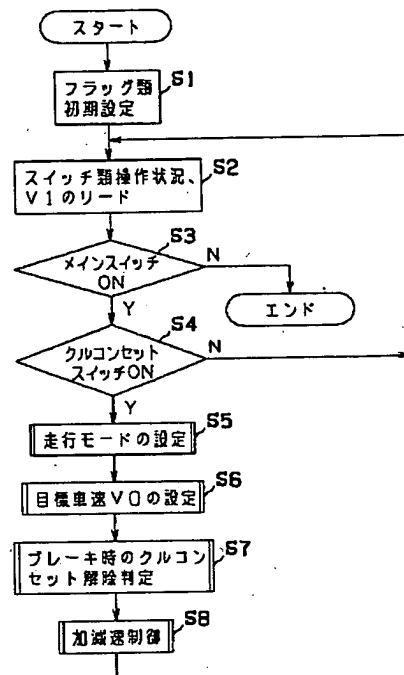 スタート
S1
フラッグ類
初期設定
S2
スイッチ類操作状況、
V1のリード
S3
メインスイッチ
ON
N
エンド
Y
S4
クルコンセット
スイッチON
N
Y
S5
走行モードの設定
S6
目標車速V0の設定
S7
ブレーキ時のクルコン
セット解除判定
S8
加減速制御